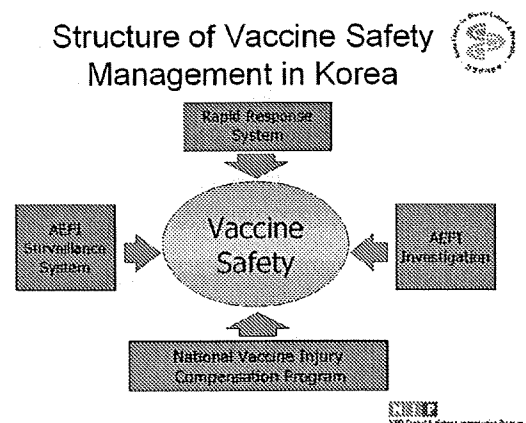 Structure of Vaccine Safety
Management in Korea
Rapid Response
System
AEFI
Surveillance
System
Vaccine
Safety
AEFI
Investigation
National Vaccine Injury
Compensation Program
NIP